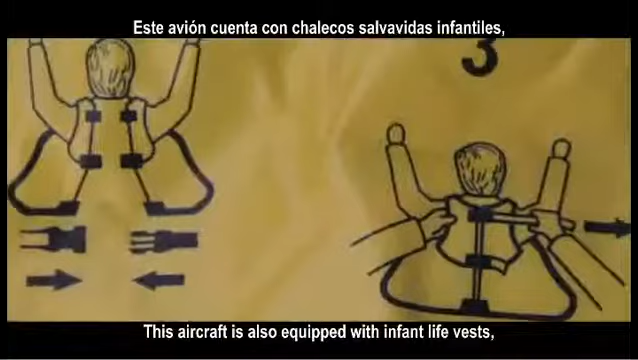 Este avión cuenta con chalecos salvavidas infantiles,
3
This aircraft is also equipped with infant life vests,